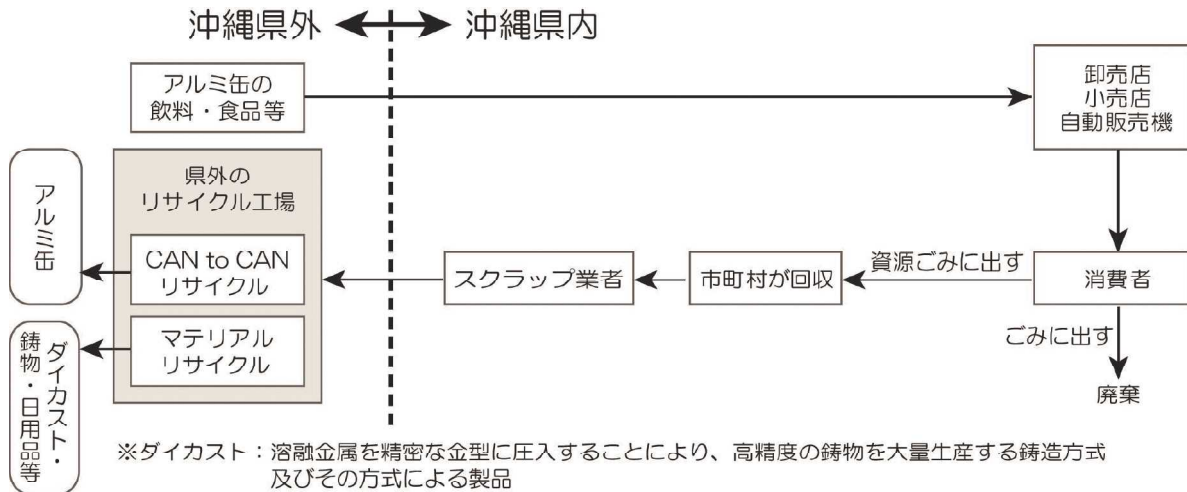 沖縄県外
沖縄県内
アルミ缶の
飲料・食品等
卸売店
小売店
自動販売機
県外の
リサイクル工場
アルミ缶
CAN to CAN
リサイクル
スクラップ業者
市町村が回収
資源ごみに出す
消費者
マテリアル
リサイクル
ダイカスト・
鋳物・日用品等
ごみに出す
廃棄
※ダイカスト：溶融金属を精密な金型に圧入することにより、高精度の鋳物を大量生産する鋳造方式
及びその方式による製品